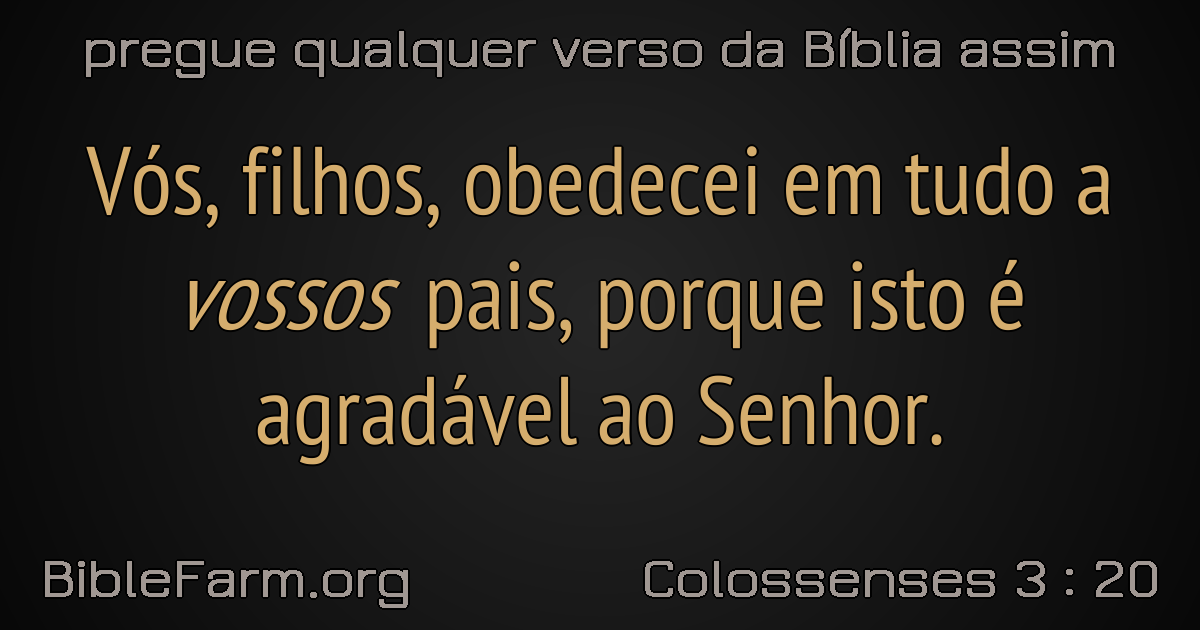 pregue qualquer verso da Bíblia assim
Vós, filhos, obedecei em tudo a
vossos pais, porque isto é
agradável ao Senhor.
BibleFarm.org
Colossenses 3 : 20